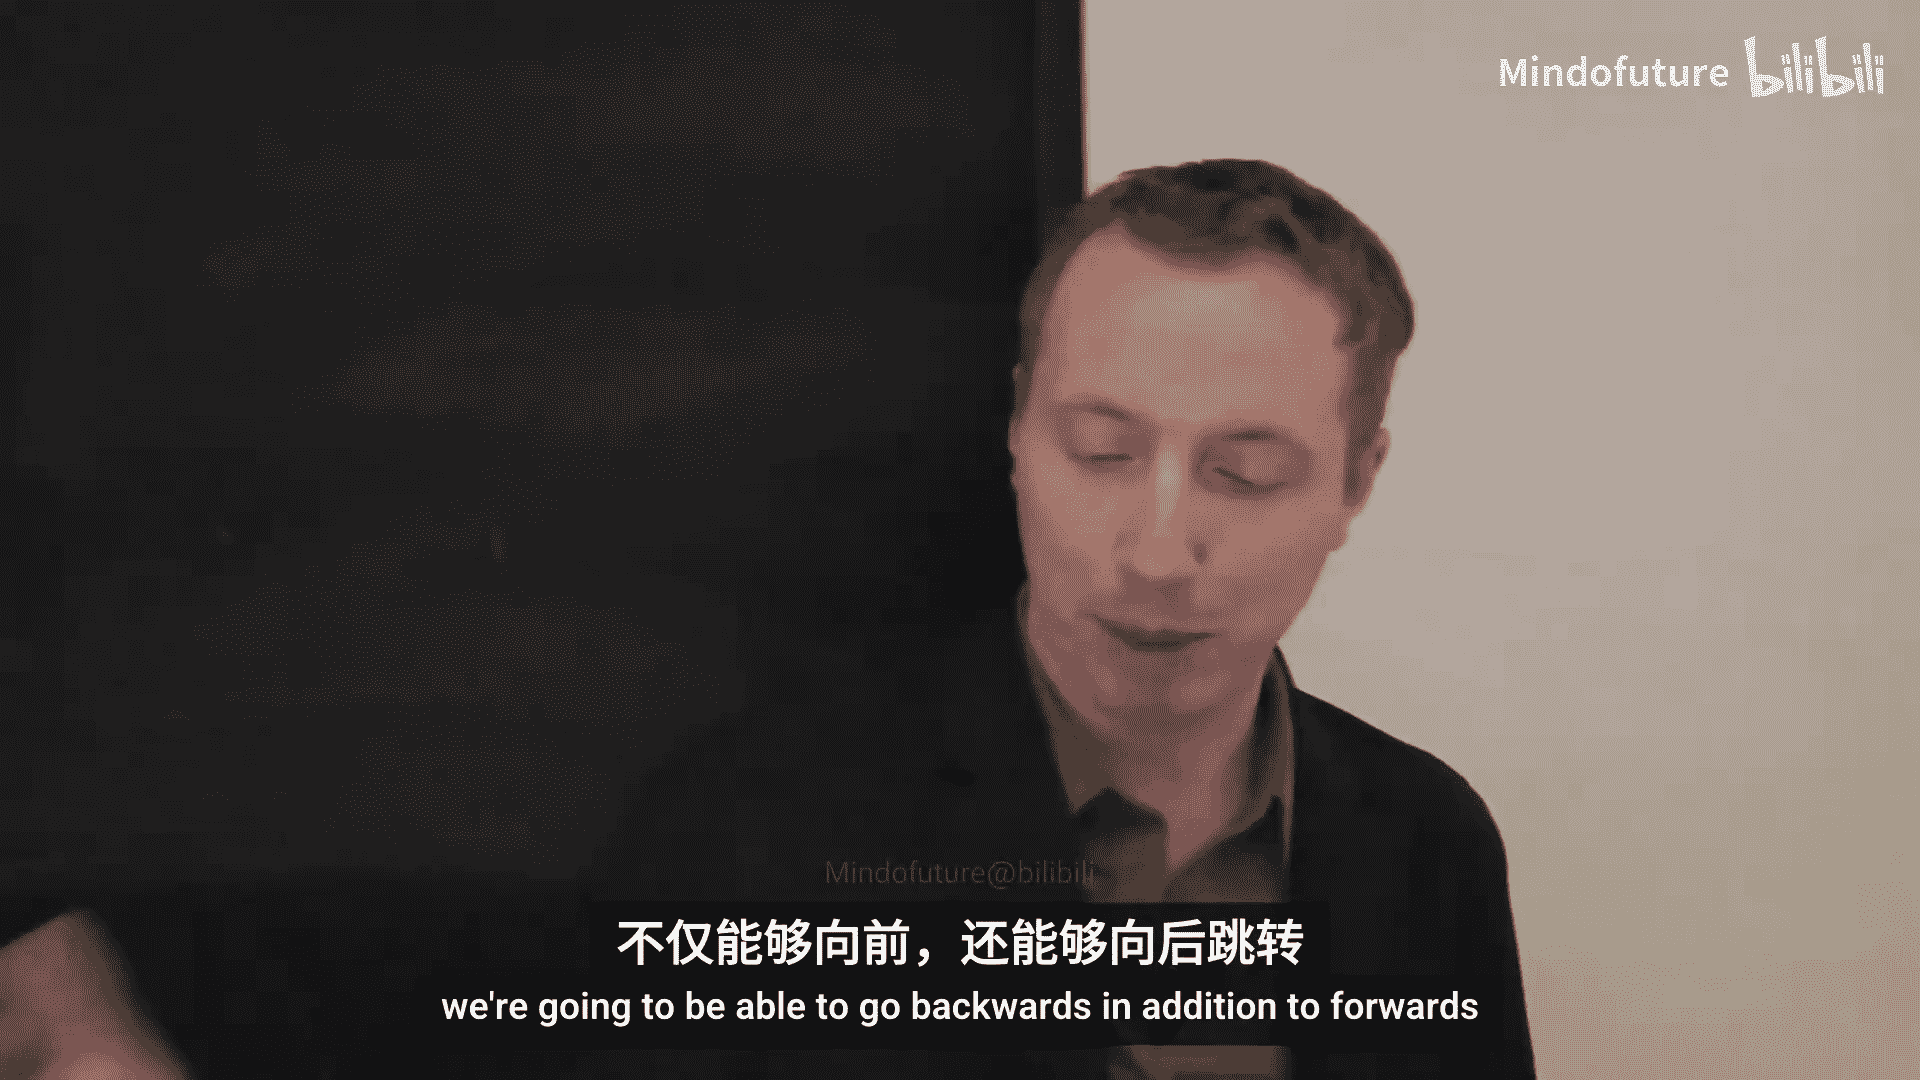 Mindofuture bilibili
Mindofuture@bilibili
不仅能够向前，还能够向后跳转
we're going to be able to go backwards in addition to forwards